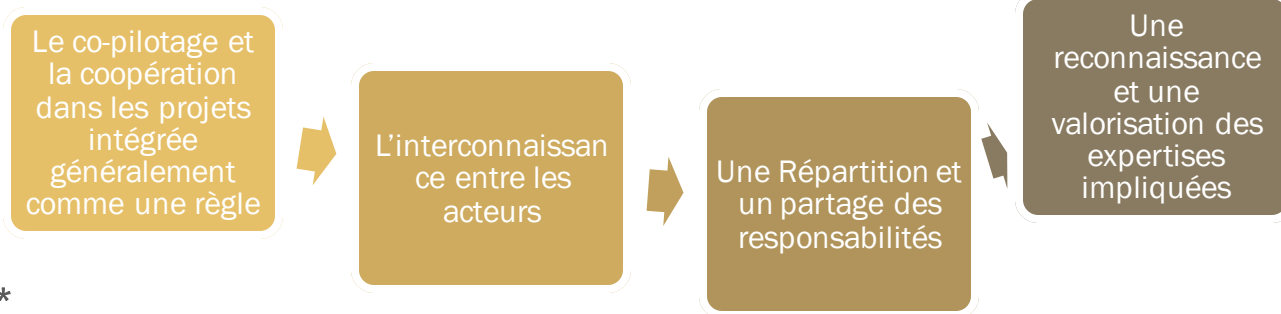 Le co-pilotage et
la coopération
dans les projets
intégrée
généralement
comme une règle
L'interconnaissan
ce entre les
acteurs
Une Répartition et
un partage des
responsabilités
Une
reconnaissance
et une
valorisation des
expertises
impliquées
*